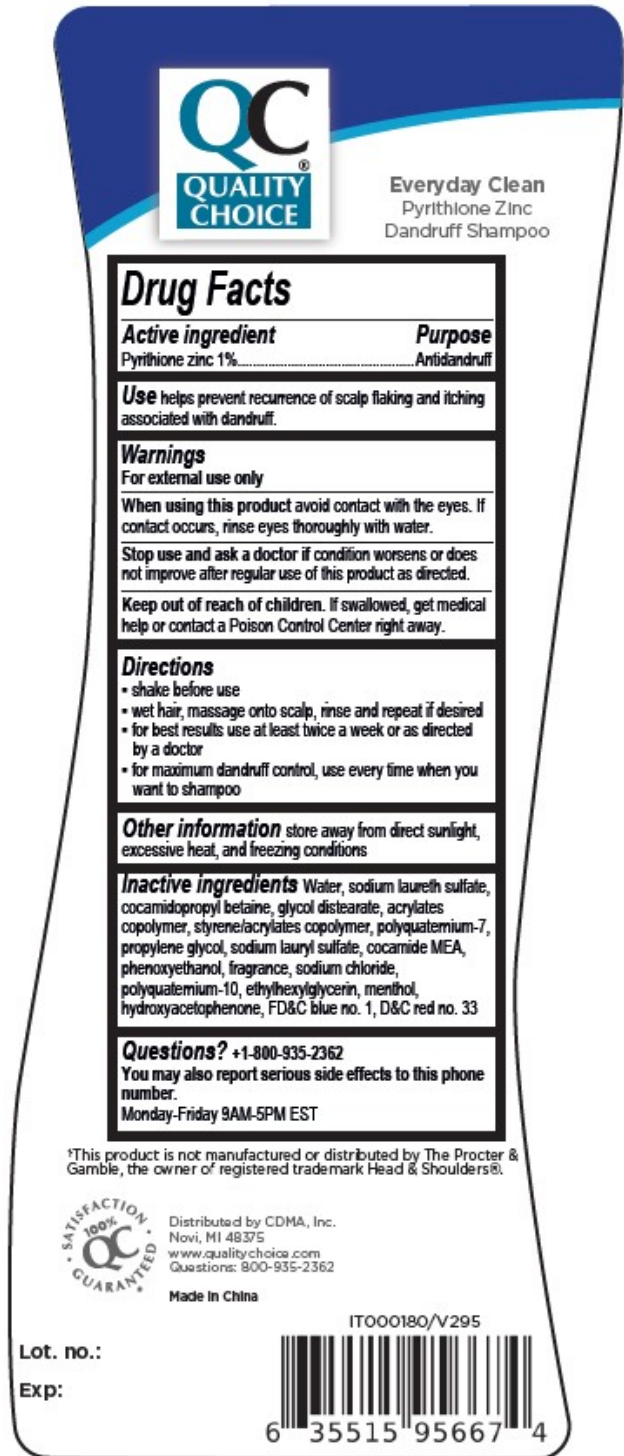 QC®
QUALITY
CHOICE
Everyday Clean
Pyrithione Zinc
Dandruff Shampoo
Drug Facts
Active ingredient Purpose
Pyrithione zinc 1%......................................................Antidandruff
Use helps prevent recurrence of scalp flaking and itching
associated with dandruff.
Warnings
For external use only
When using this product avoid contact with the eyes. If
contact occurs, rinse eyes thoroughly with water.
Stop use and ask a doctor if condition worsens or does
not improve after regular use of this product as directed.
Keep out of reach of children. If swallowed, get medical
help or contact a Poison Control Center right away.
Directions
▪ shake before use
▪ wet hair, massage onto scalp, rinse and repeat if desired
▪ for best results use at least twice a week or as directed
by a doctor
▪ for maximum dandruff control, use every time when you
want to shampoo
Other information store away from direct sunlight,
excessive heat, and freezing conditions
Inactive ingredients Water, sodium laureth sulfate,
cocamidopropyl betaine, glycol distearate, acrylates
copolymer, styrene/acrylates copolymer, polyquaternium-7,
propylene glycol, sodium lauryl sulfate, cocamide MEA,
phenoxyethanol, fragrance, sodium chloride,
polyquaternium-10, ethylhexylglycerin, menthol,
hydroxyacetophenone, FD&C blue no. 1, D&C red no. 33
Questions? +1-800-935-2362
You may also report serious side effects to this phone
number.
Monday-Friday 9AM-5PM EST
†This product is not manufactured or distributed by The Procter &
Gamble, the owner of registered trademark Head & Shoulders®.
SATISFACTION
100%
QC
GUARANTEED
Distributed by CDMA, Inc.
Novi, MI 48375
www.qualitychoice.com
Questions: 800-935-2362
Made in China
IT000180/V295
Lot. no.:
Exp:
6 35515 95667 4